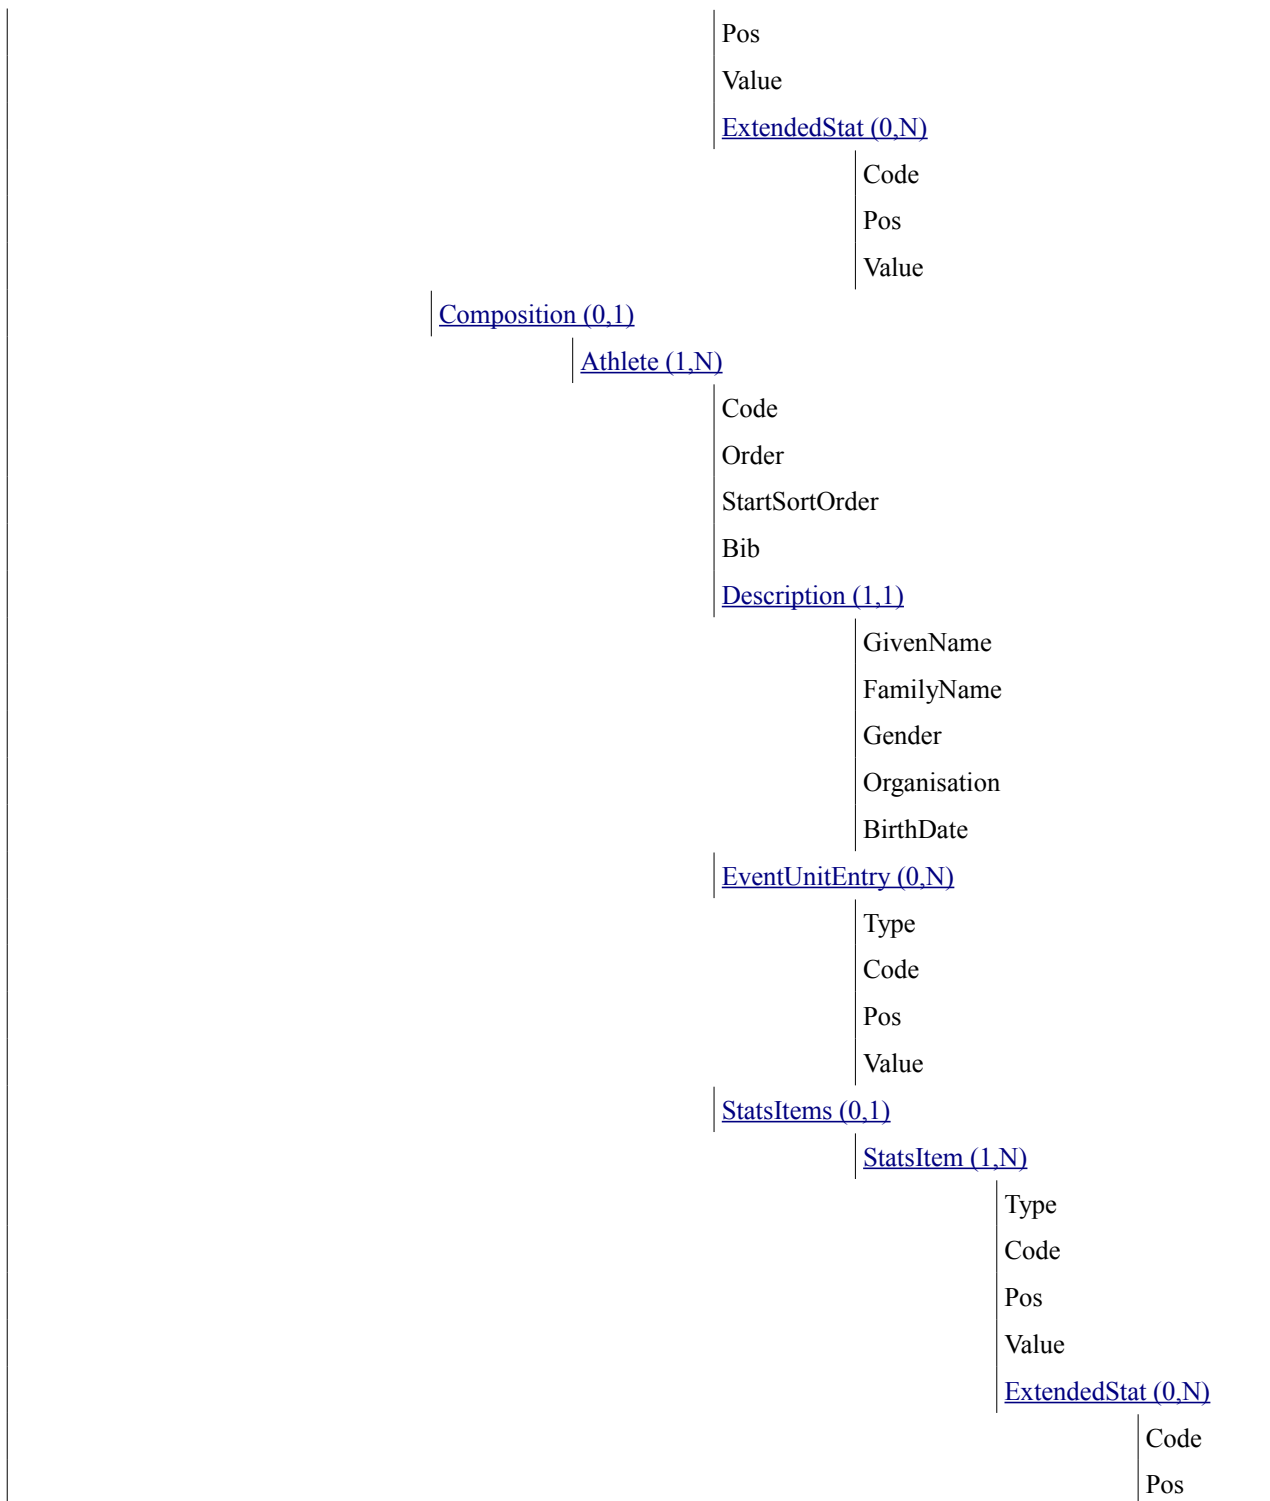 Pos
Value
ExtendedStat (0,N)
Code
Pos
Value
Composition (0,1)
Athlete (1,N)
Code
Order
StartSortOrder
Bib
Description (1,1)
GivenName
FamilyName
Gender
Organisation
BirthDate
EventUnitEntry (0,N)
Type
Code
Pos
Value
StatsItems (0,1)
StatsItem (1,N)
Type
Code
Pos
Value
ExtendedStat (0,N)
Code
Pos